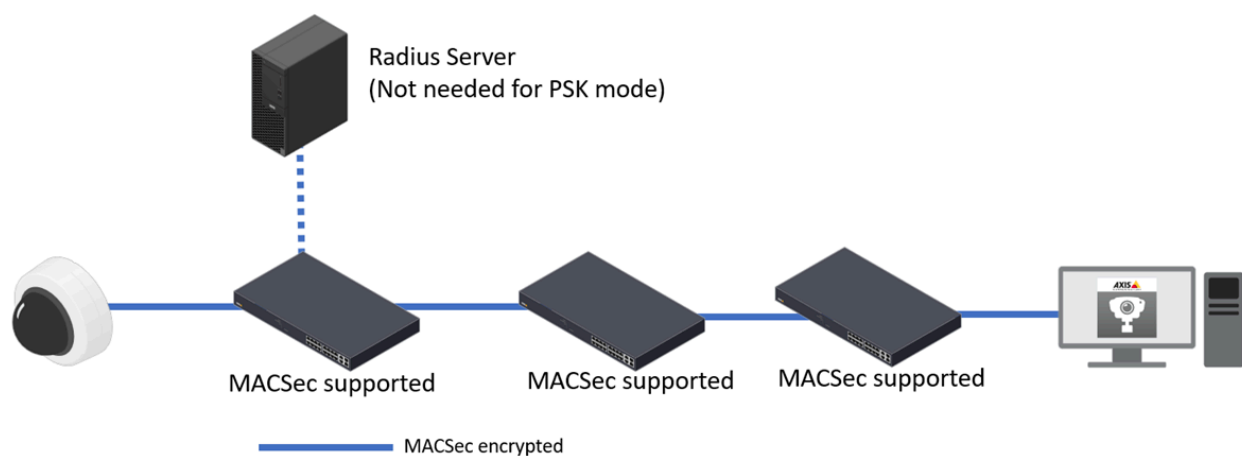 Radius Server
(Not needed for PSK mode)
AXIS
MACSec supported
MACSec supported
MACSec supported
MACSec encrypted